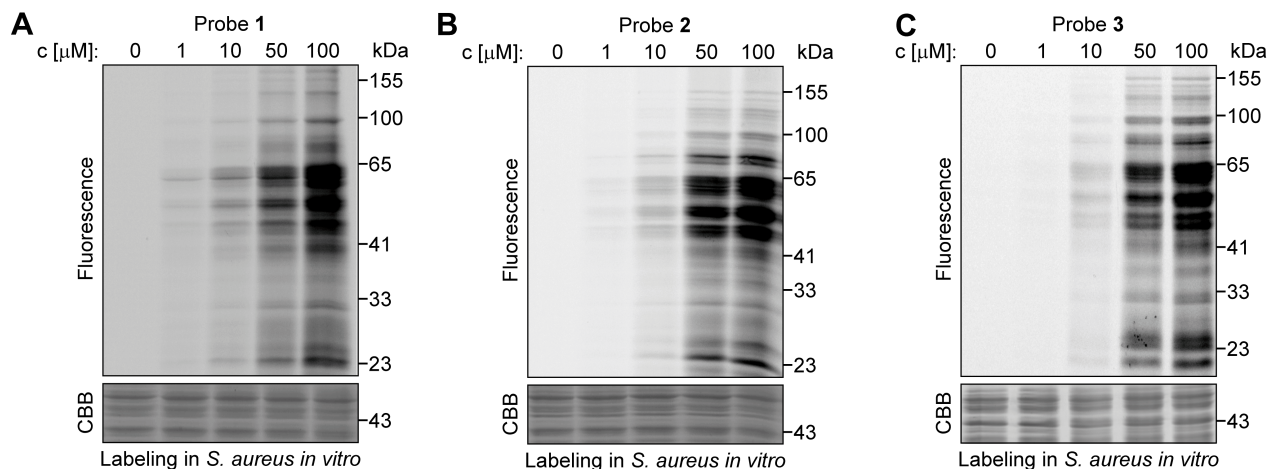 A
Probe 1
c [μM]: 0 1 10 50 100 kDa
Fluorescence
155
100
65
41
33
23
CBB
43
Labeling in S. aureus in vitro
B
Probe 2
c [μM]: 0 1 10 50 100 kDa
Fluorescence
155
100
65
41
33
23
CBB
43
Labeling in S. aureus in vitro
C
Probe 3
c [μM]: 0 1 10 50 100 kDa
Fluorescence
155
100
65
41
33
23
CBB
43
Labeling in S. aureus in vitro